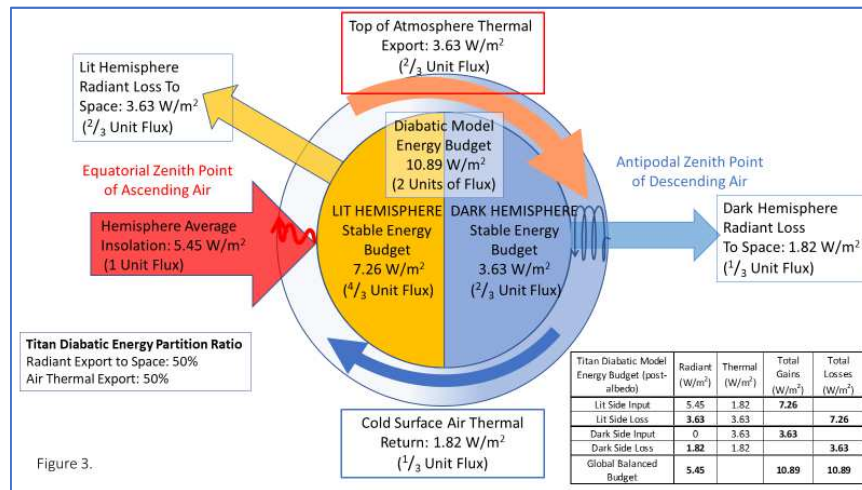 Top of Atmosphere Thermal
Export: 3.63 W/m²
(²/₃ Unit Flux)
Lit Hemisphere
Radiant Loss To
Space: 3.63 W/m²
(²/₃ Unit Flux)
Diabatic Model
Energy Budget
10.89 W/m²
(2 Units of Flux)
Equatorial Zenith Point
of Ascending Air
Antipodal Zenith Point
of Descending Air
Hemisphere Average
Insolation: 5.45 W/m²
(1 Unit Flux)
LIT HEMISPHERE
Stable Energy
Budget
7.26 W/m²
(⁴/₃ Unit Flux)
DARK HEMISPHERE
Stable Energy
Budget
3.63 W/m²
(²/₃ Unit Flux)
Dark Hemisphere
Radiant Loss
To Space: 1.82 W/m²
(¹/₃ Unit Flux)
Titan Diabatic Energy Partition Ratio
Radiant Export to Space: 50%
Air Thermal Export: 50%
Cold Surface Air Thermal
Return: 1.82 W/m²
(¹/₃ Unit Flux)
Figure 3.
Titan Diabatic Model Energy Budget (post-albedo) Radiant (W/m²) Thermal (W/m²) Total Gains (W/m²) Total Losses (W/m²)
Lit Side Input 5.45 1.82 7.26
Lit Side Loss 3.63 3.63 7.26
Dark Side Input 0 3.63 3.63
Dark Side Loss 1.82 1.82 3.63
Global Balanced Budget 5.45 10.89 10.89